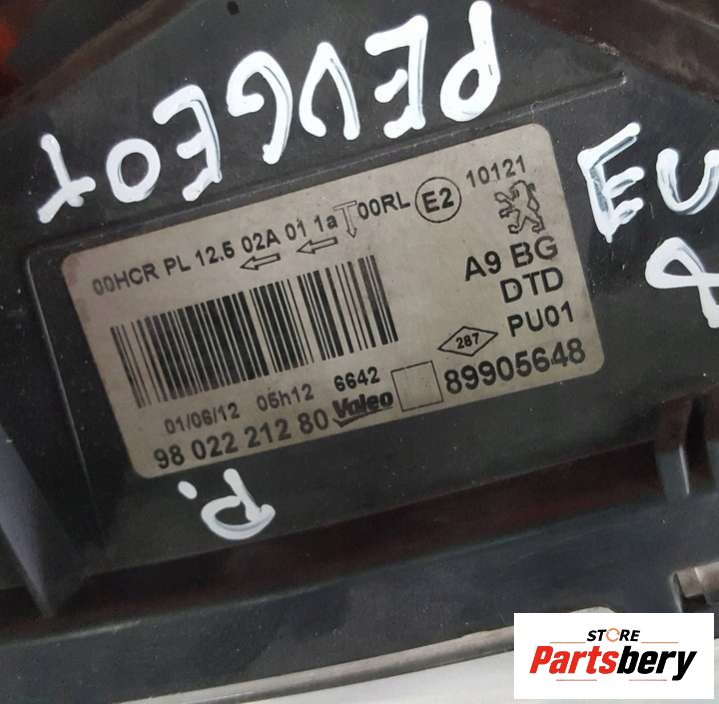 PEUGEOT
EU
P
00HCR PL 12.5 02A 01 1a 00RL E2 10121
A9 BG
DTD
PU01
287
01/06/12 05h12 6642
98 022 212 80 Valeo 89905648
P.
STORE
Partsbery